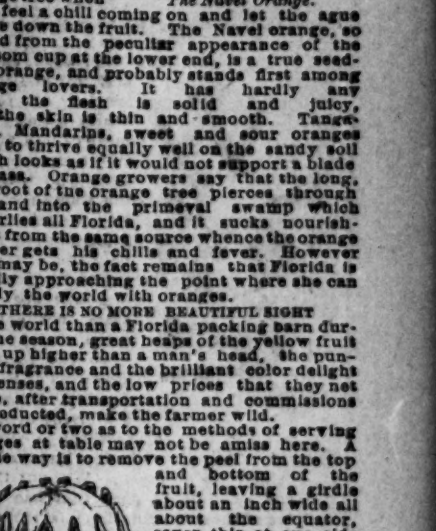 The Navel Orange.
feel a chill coming on and let the ague
down the fruit. The Navel orange, so
d from the peculiar appearance of the
om cup at the lower end, is a true seed-
orange, and probably stands first among
ge lovers. It has hardly any
the flesh is solid and juicy,
the skin is thin and smooth. Tanga-
Mandarins, sweet and sour oranges
to thrive equally well on the sandy soil
h looks as if it would not support a blade
ass. Orange growers say that the long,
root of the orange tree pierces through
and into the primeval swamp which
rlies all Florida, and it sucks nourish-
from the same source whence the orange
er gets his chills and fever. However
may be, the fact remains that Florida is
ly approaching the point where she can
ly the world with oranges.
THERE IS NO MORE BEAUTIFUL SIGHT
e world than a Florida packing barn dur-
he season, great heaps of the yellow fruit
up higher than a man's head, the pun-
fragrance and the brilliant color delight
enses, and the low prices that they net
, after transportation and commissions
educted, make the farmer wild.
ord or two as to the methods of serving
ges at table may not be amiss here. A
le way is to remove the peel from the top
and bottom of the
fruit, leaving a girdle
about an inch wide all
about the equator,